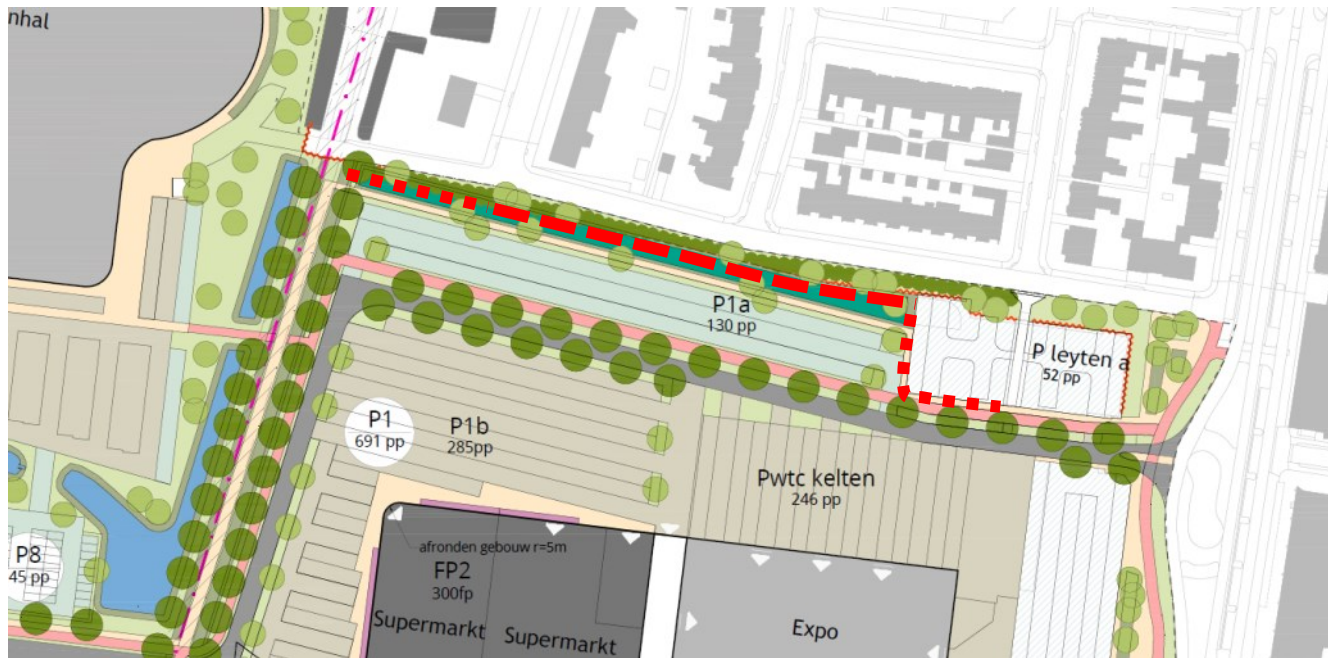 nhal
P1a
130 pp
P leyten a
52 pp
P1
691 pp
P1b
285pp
Pwtc kelten
246 pp
P8
45 pp
afronden gebouw r=5m
FP2
300fp
Supermarkt
Supermarkt
Expo